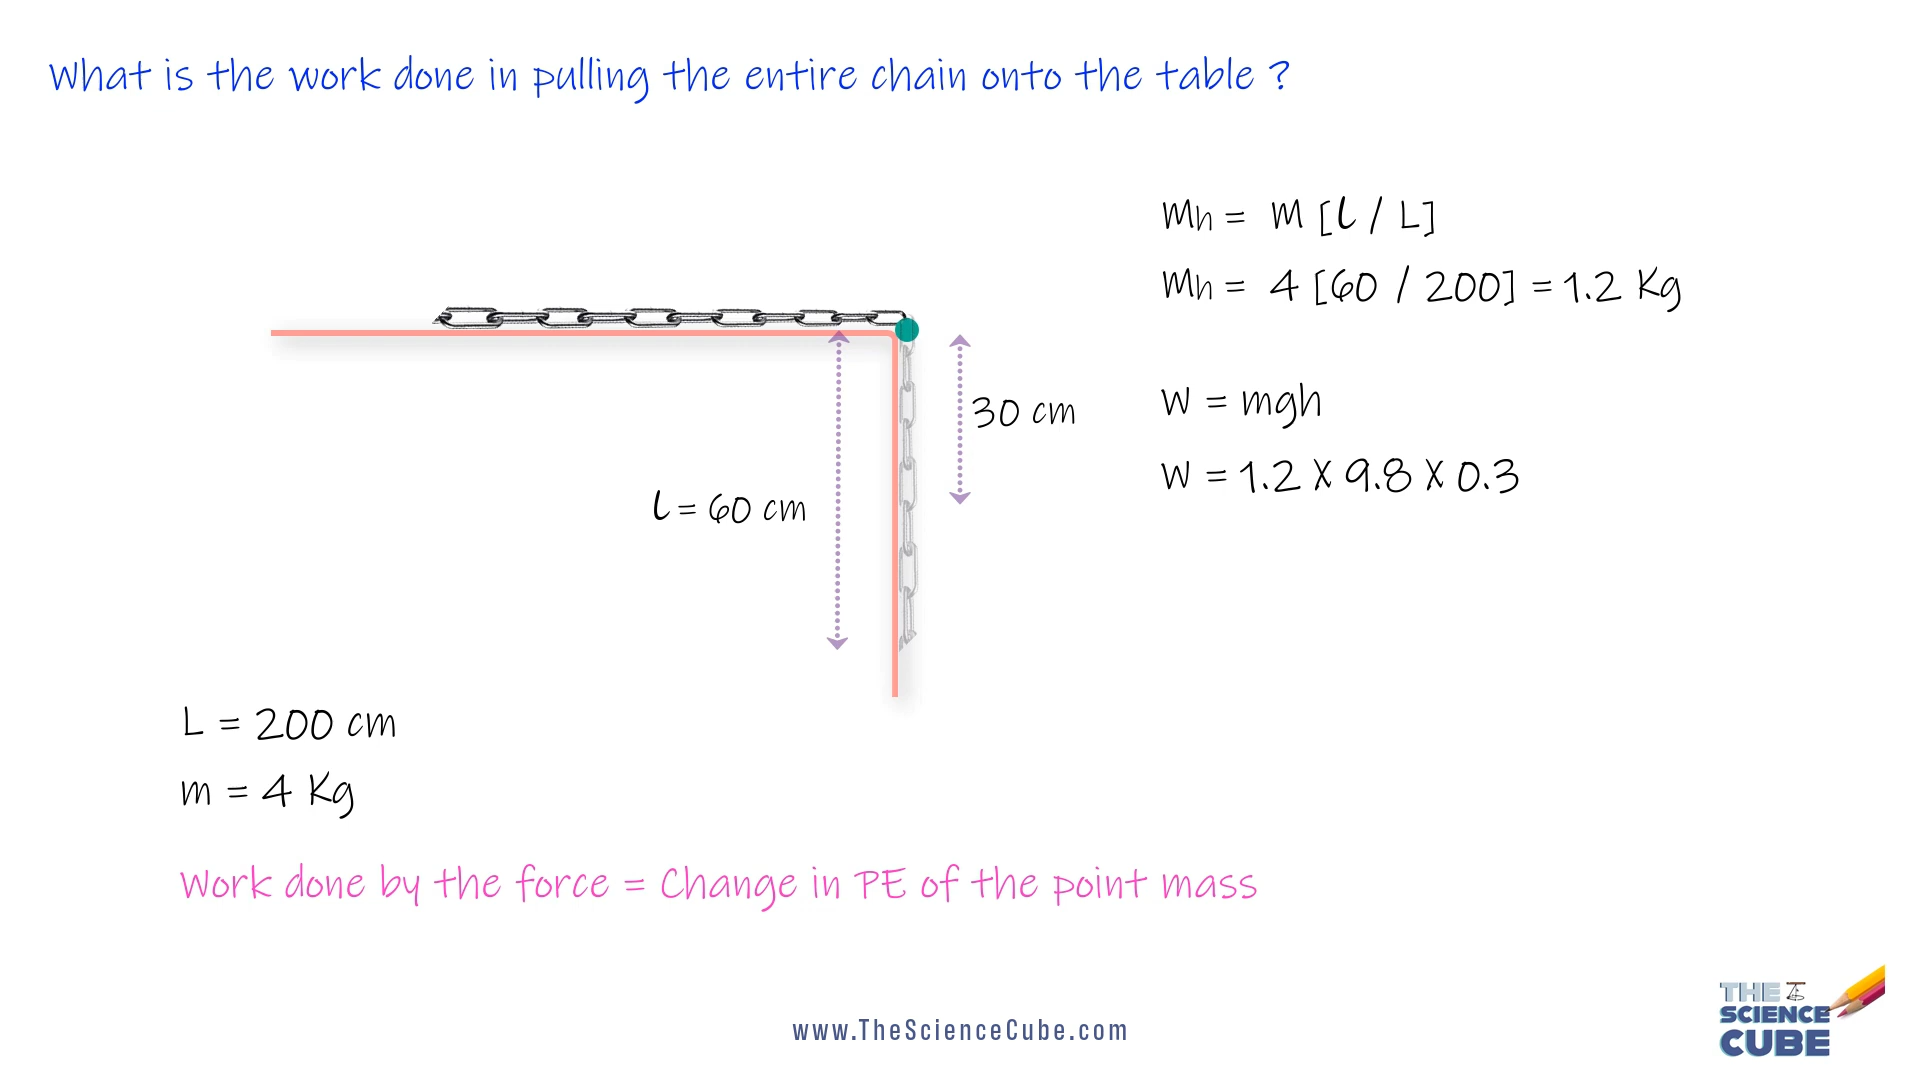 What is the work done in pulling the entire chain onto the table ?
Mh = M [l / L]
Mh = 4 [60 / 200] = 1.2 Kg
W = mgh
W = 1.2 X 9.8 X 0.3
30 cm
l = 60 cm
L = 200 cm
m = 4 Kg
Work done by the force = Change in PE of the point mass
www.TheScienceCube.com
THE
SCIENCE
CUBE